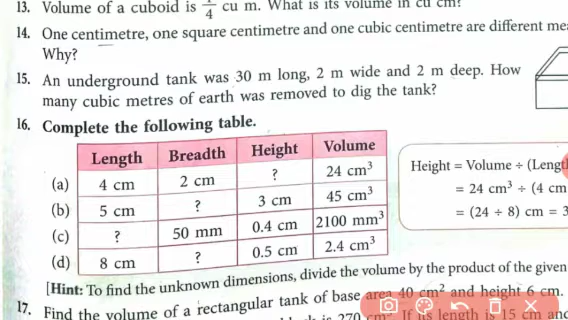 13. Volume of a cuboid is 1/4 cu m. What is its volume in cu cm?
14. One centimetre, one square centimetre and one cubic centimetre are different
Why?
15. An underground tank was 30 m long, 2 m wide and 2 m deep. How
many cubic metres of earth was removed to dig the tank?
16. Complete the following table.
Length Breadth Height Volume
(a) 4 cm 2 cm ? 24 cm³
(b) 5 cm ? 3 cm 45 cm³
(c) ? 50 mm 0.4 cm 2100 mm³
(d) 8 cm ? 0.5 cm 2.4 cm³
Height = Volume ÷ (Lengt
= 24 cm³ ÷ (4 cm
= (24 ÷ 8) cm = 3
[Hint: To find the unknown dimensions, divide the volume by the product of the given
17. Find the volume of a rectangular tank of base area 40 cm² and height 6 cm.
is 270 cm If its length is 15 cm and